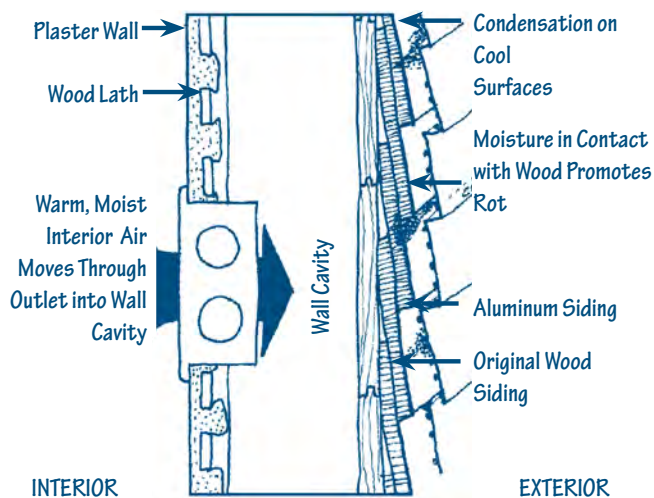 Plaster Wall
Wood Lath
Warm, Moist
Interior Air
Moves Through
Outlet into Wall
Cavity
INTERIOR
Wall Cavity
Condensation on
Cool
Surfaces
Moisture in Contact
with Wood Promotes
Rot
Aluminum Siding
Original Wood
Siding
EXTERIOR